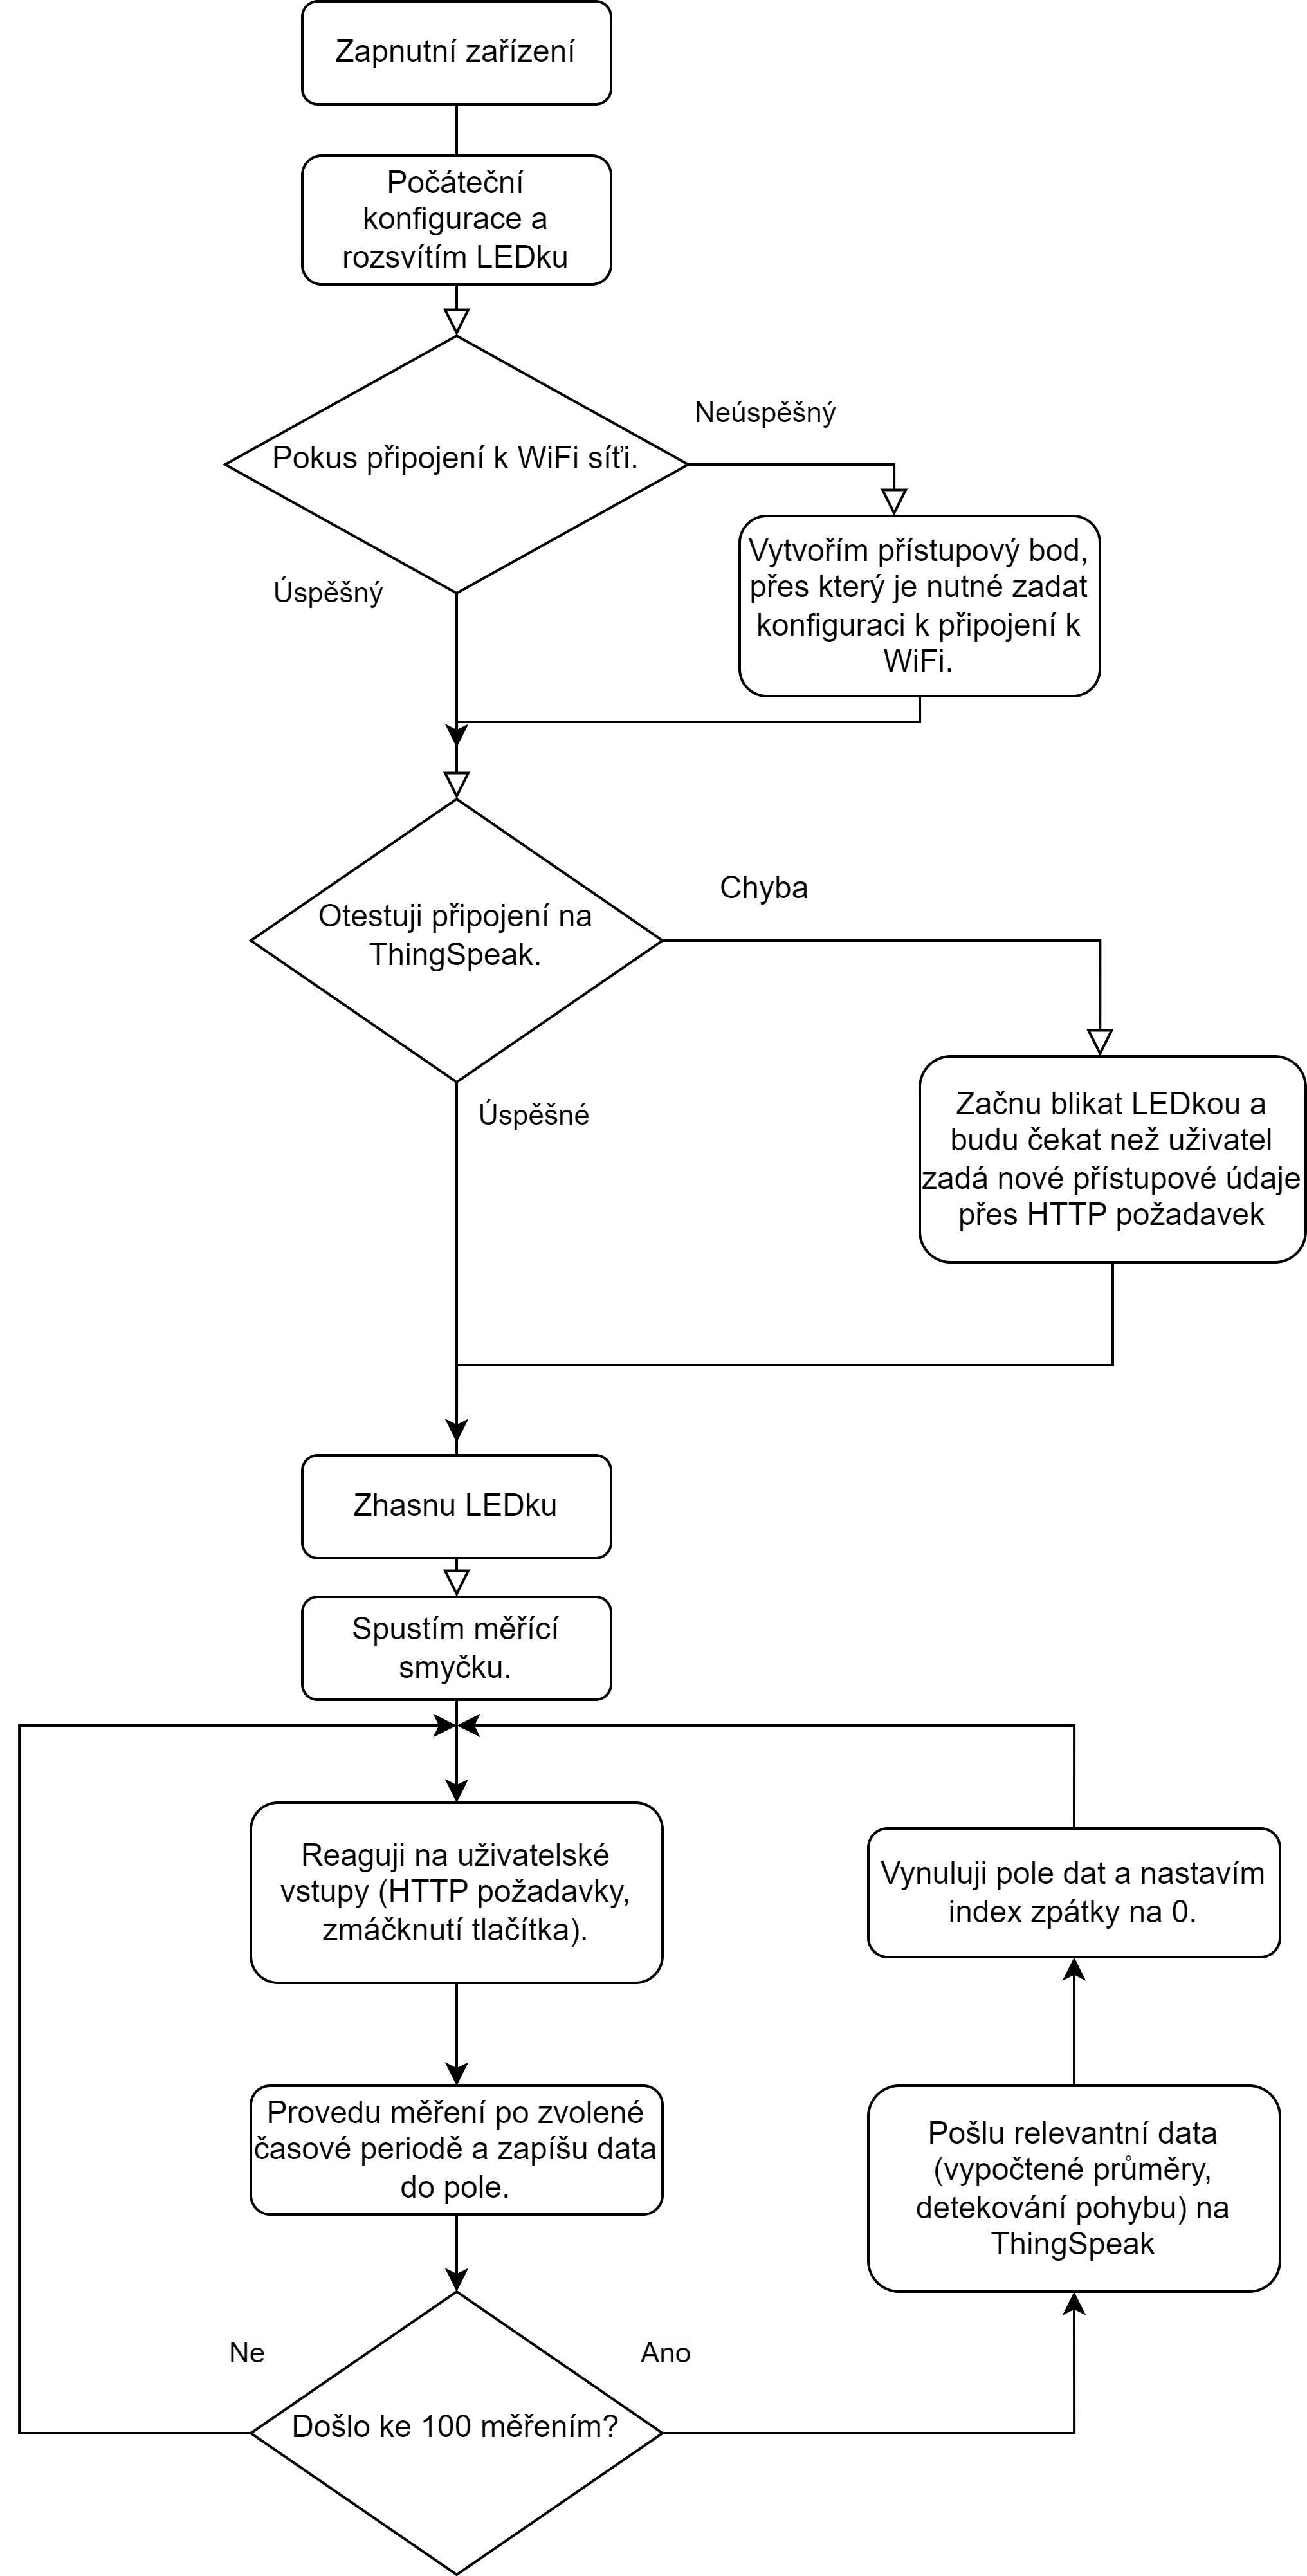 Zapnutní zařízení
Počáteční
konfigurace a
rozsvítím LEDku
Neúspěšný
Pokus připojení k WiFi síťi.
Vytvořím přístupový bod,
přes který je nutné zadat
konfiguraci k připojení k
WiFi.
Úspěšný
Chyba
Otestuji připojení na
ThingSpeak.
Úspěšné
Začnu blikat LEDkou a
budu čekat než uživatel
zadá nové přístupové údaje
přes HTTP požadavek
Zhasnu LEDku
Spustím měřící
smyčku.
Reaguji na uživatelské
vstupy (HTTP požadavky,
zmáčknutí tlačítka).
Vynuluji pole dat a nastavím
index zpátky na 0.
Provedu měření po zvolené
časové periodě a zapíšu data
do pole.
Pošlu relevantní data
(vypočtené průměry,
detekování pohybu) na
ThingSpeak
Ne
Ano
Došlo ke 100 měřením?